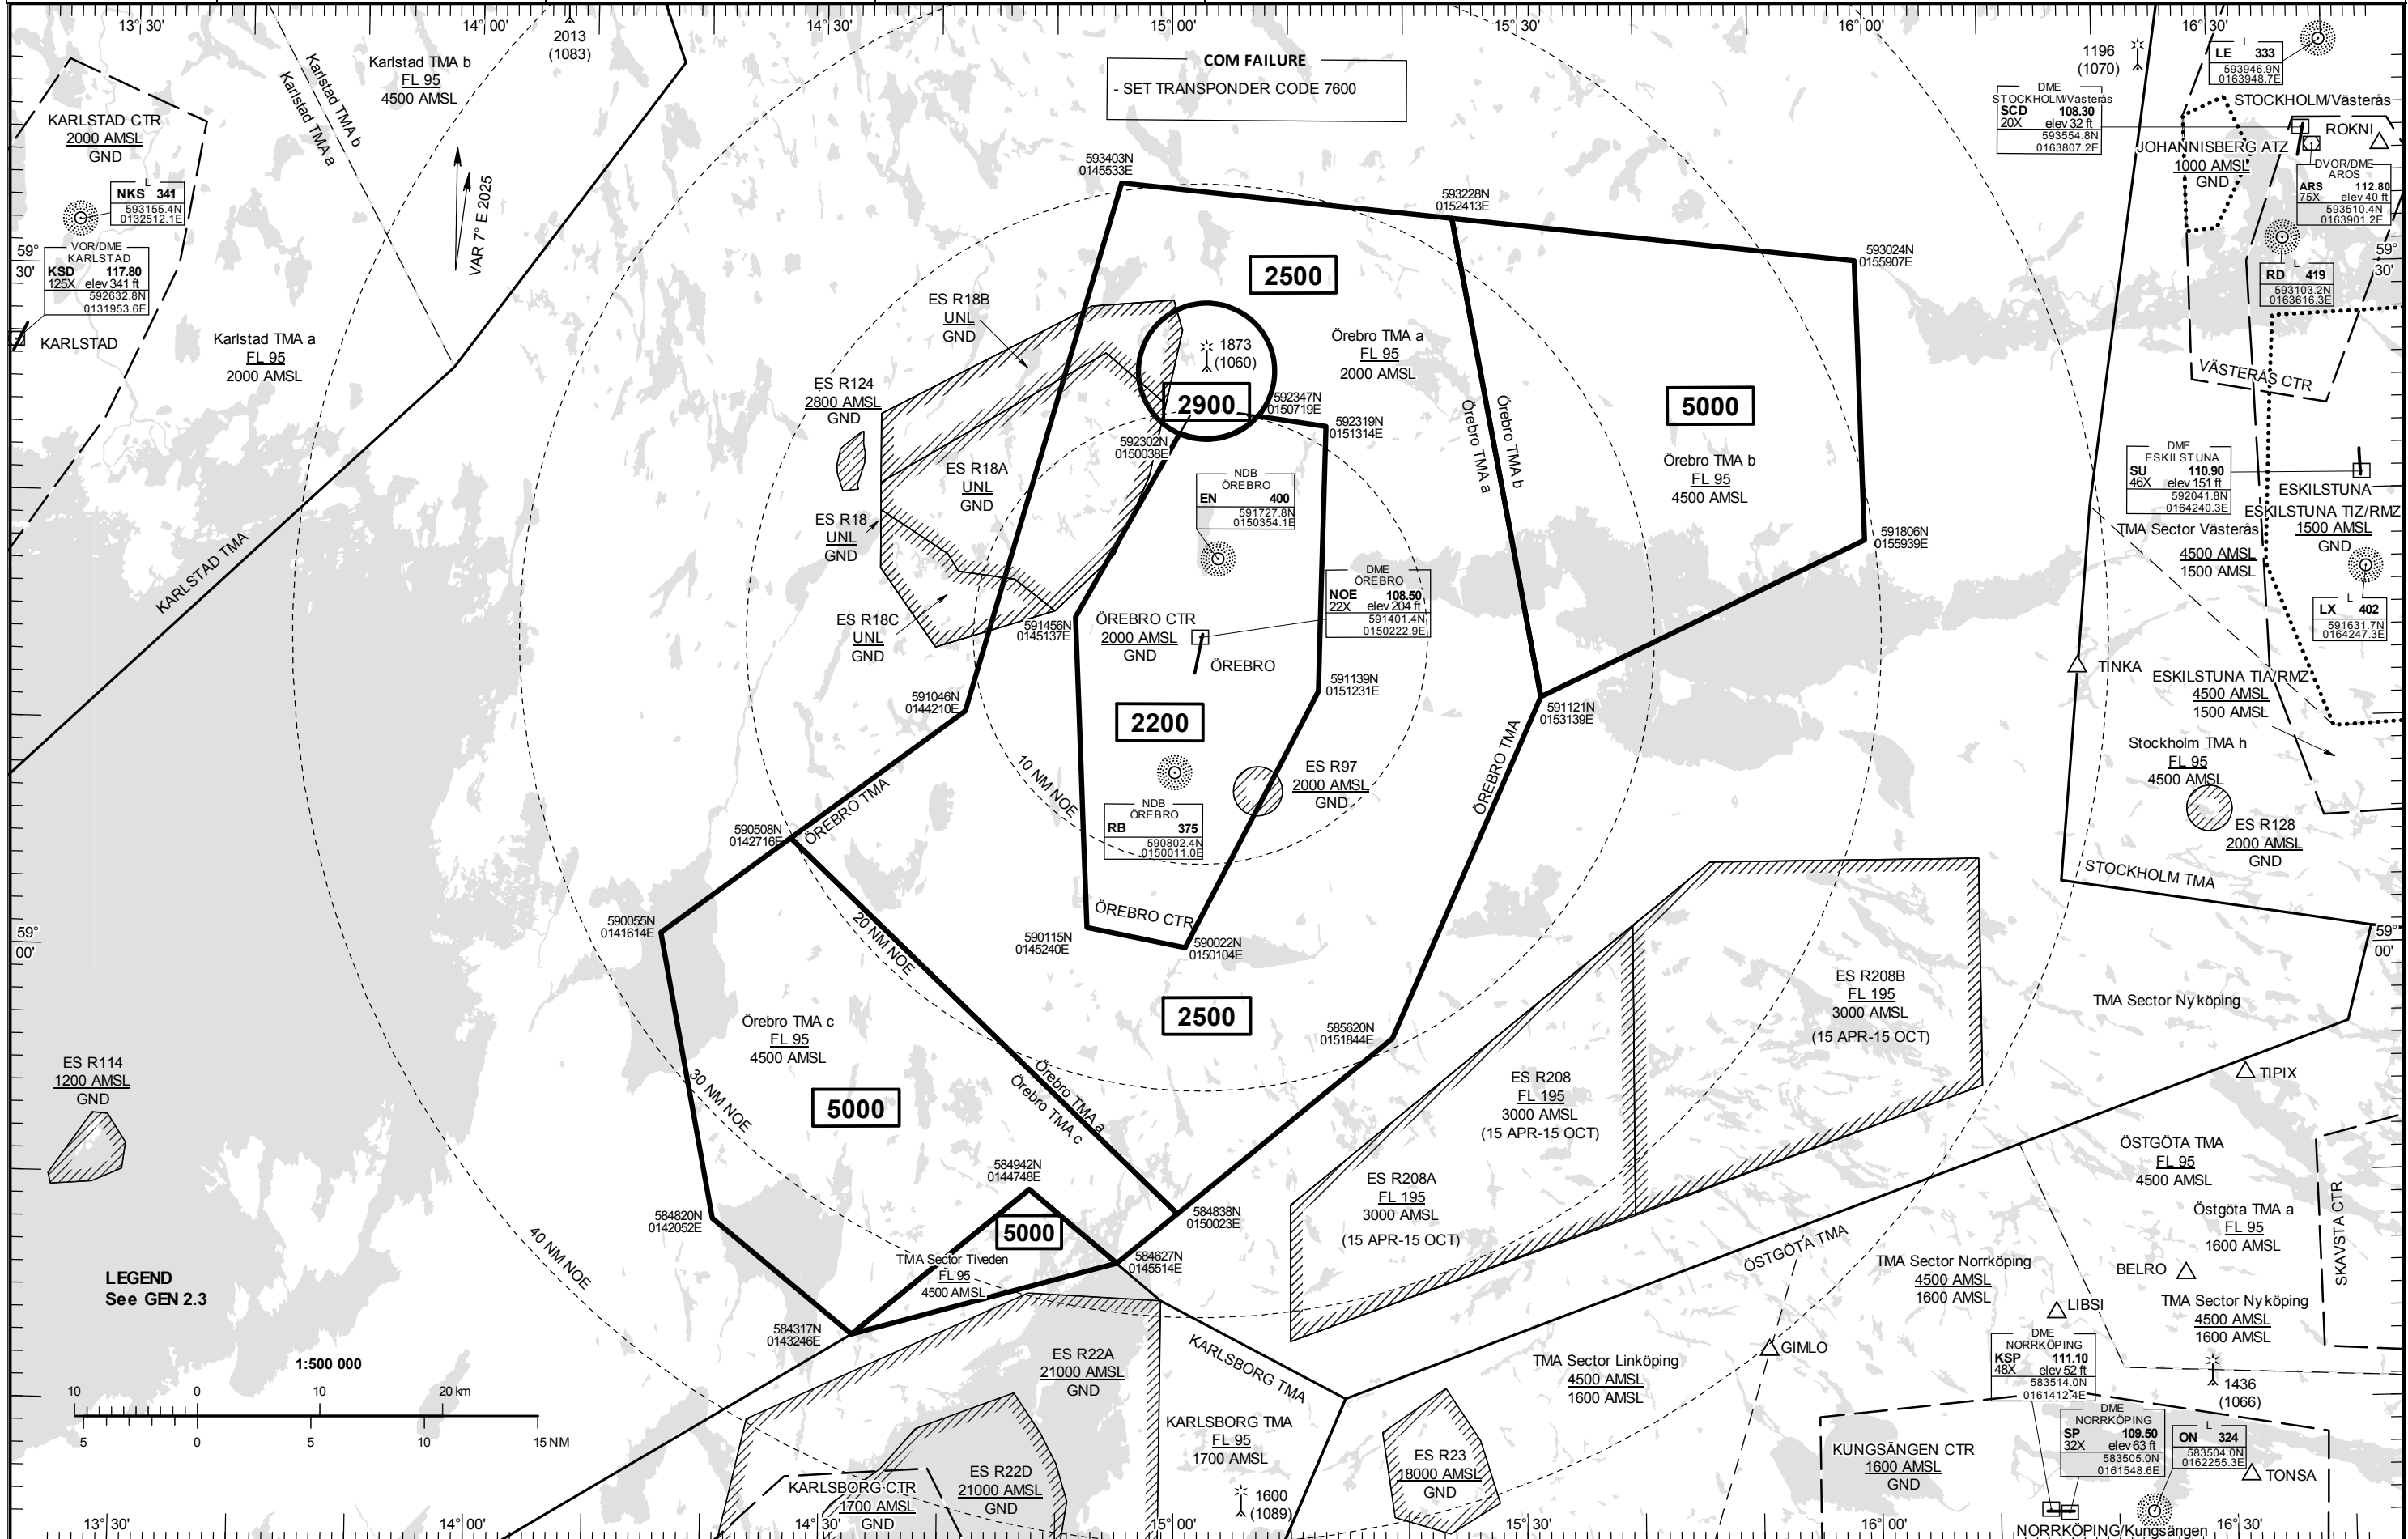 13° 30'
14° 00'
14° 30'
15° 00'
15° 30'
16° 00'
16° 30'
2013
(1083)
Karlstad TMA b
FL 95
4500 AMSL
Karlstad TMA b
Karlstad TMA a
KARLSTAD CTR
2000 AMSL
GND
L
NKS 341
593155.4N
0132512.1E
VOR/DME
KARLSTAD
KSD 117.80
125X elev 341 ft
592632.8N
0131953.6E
KARLSTAD
59°
30'
VAR 7° E 2025
Karlstad TMA a
FL 95
2000 AMSL
KARLSTAD TMA
COM FAILURE
- SET TRANSPONDER CODE 7600
593403N
0145533E
593228N
0152413E
593024N
0155907E
2500
ES R18B
UNL
GND
1873
(1060)
Örebro TMA a
FL 95
2000 AMSL
ES R124
2800 AMSL
GND
2900
592347N
0150719E
592319N
0151314E
592302N
0150038E
5000
Örebro TMA a
Örebro TMA b
Örebro TMA b
FL 95
4500 AMSL
ES R18A
UNL
GND
NDB
ÖREBRO
EN 400
591727.8N
0150354.1E
ES R18
UNL
GND
591806N
0155939E
DME
ÖREBRO
NOE 108.50
22X elev 204 ft
591401.4N
0150222.9E
ES R18C
UNL
GND
591456N
0145137E
ÖREBRO CTR
2000 AMSL
GND
ÖREBRO
591046N
0144210E
591139N
0151231E
591121N
0153139E
2200
ES R97
2000 AMSL
GND
10 NM NOE
ÖREBRO TMA
NDB
ÖREBRO
RB 375
590802.4N
0150011.0E
ÖREBRO TMA
590508N
0142716E
590055N
0141614E
20 NM NOE
ÖREBRO CTR
590115N
0145240E
590022N
0150104E
2500
585620N
0151844E
Örebro TMA c
FL 95
4500 AMSL
5000
30 NM NOE
Örebro TMA a
Örebro TMA c
584942N
0144748E
5000
584838N
0150023E
584820N
0142052E
TMA Sector Tiveden
FL 95
4500 AMSL
584627N
0145514E
584317N
0143246E
40 NM NOE
ES R114
1200 AMSL
GND
LEGEND
See GEN 2.3
1:500 000
10 0 10 20 km
5 0 5 10 15 NM
ES R22A
21000 AMSL
GND
ES R22D
21000 AMSL
GND
KARLSBORG CTR
1700 AMSL
GND
KARLSBORG TMA
KARLSBORG TMA
FL 95
1700 AMSL
1600
(1089)
ES R23
18000 AMSL
GND
ES R208A
FL 195
3000 AMSL
(15 APR-15 OCT)
ES R208
FL 195
3000 AMSL
(15 APR-15 OCT)
ES R208B
FL 195
3000 AMSL
(15 APR-15 OCT)
TMA Sector Linköping
4500 AMSL
1600 AMSL
GIMLO
ÖSTGÖTA TMA
TMA Sector Norrköping
4500 AMSL
1600 AMSL
1196
(1070)
L
LE 333
593946.9N
0163948.7E
DME
STOCKHOLM/Västerås
SCD 108.30
20X elev 32 ft
593554.8N
0163807.2E
STOCKHOLM/Västerås
ROKNI
JOHANNISBERG ATZ
1000 AMSL
GND
DVOR/DME
AROS
ARS 112.80
75X elev 40 ft
593510.4N
0163901.2E
59°
30'
L
RD 419
593103.2N
0163616.3E
VÄSTERÅS CTR
DME
ESKILSTUNA
SU 110.90
46X elev 151 ft
592041.8N
0164240.3E
ESKILSTUNA
ESKILSTUNA TIZ/RMZ
1500 AMSL
GND
TMA Sector Västerås
4500 AMSL
1500 AMSL
L
LX 402
591631.7N
0164247.3E
TINKA
ESKILSTUNA TIA/RMZ
4500 AMSL
1500 AMSL
Stockholm TMA h
FL 95
4500 AMSL
ES R128
2000 AMSL
GND
STOCKHOLM TMA
59°
00'
59°
00'
TMA Sector Nyköping
TIPIX
ÖSTGÖTA TMA
FL 95
4500 AMSL
Östgöta TMA a
FL 95
1600 AMSL
SKAVSTA CTR
BELRO
LIBSI
TMA Sector Nyköping
4500 AMSL
1600 AMSL
DME
NORRKÖPING
KSP 111.10
48X elev 52 ft
583514.0N
0161412.4E
1436
(1066)
DME
NORRKÖPING
SP 109.50
32X elev 63 ft
583505.0N
0161548.6E
L
ON 324
583504.0N
0162255.3E
KUNGSÄNGEN CTR
1600 AMSL
GND
TONSA
NORRKÖPING/Kungsängen
13° 30'
14° 00'
14° 30'
15° 00'
15° 30'
16° 00'
16° 30'